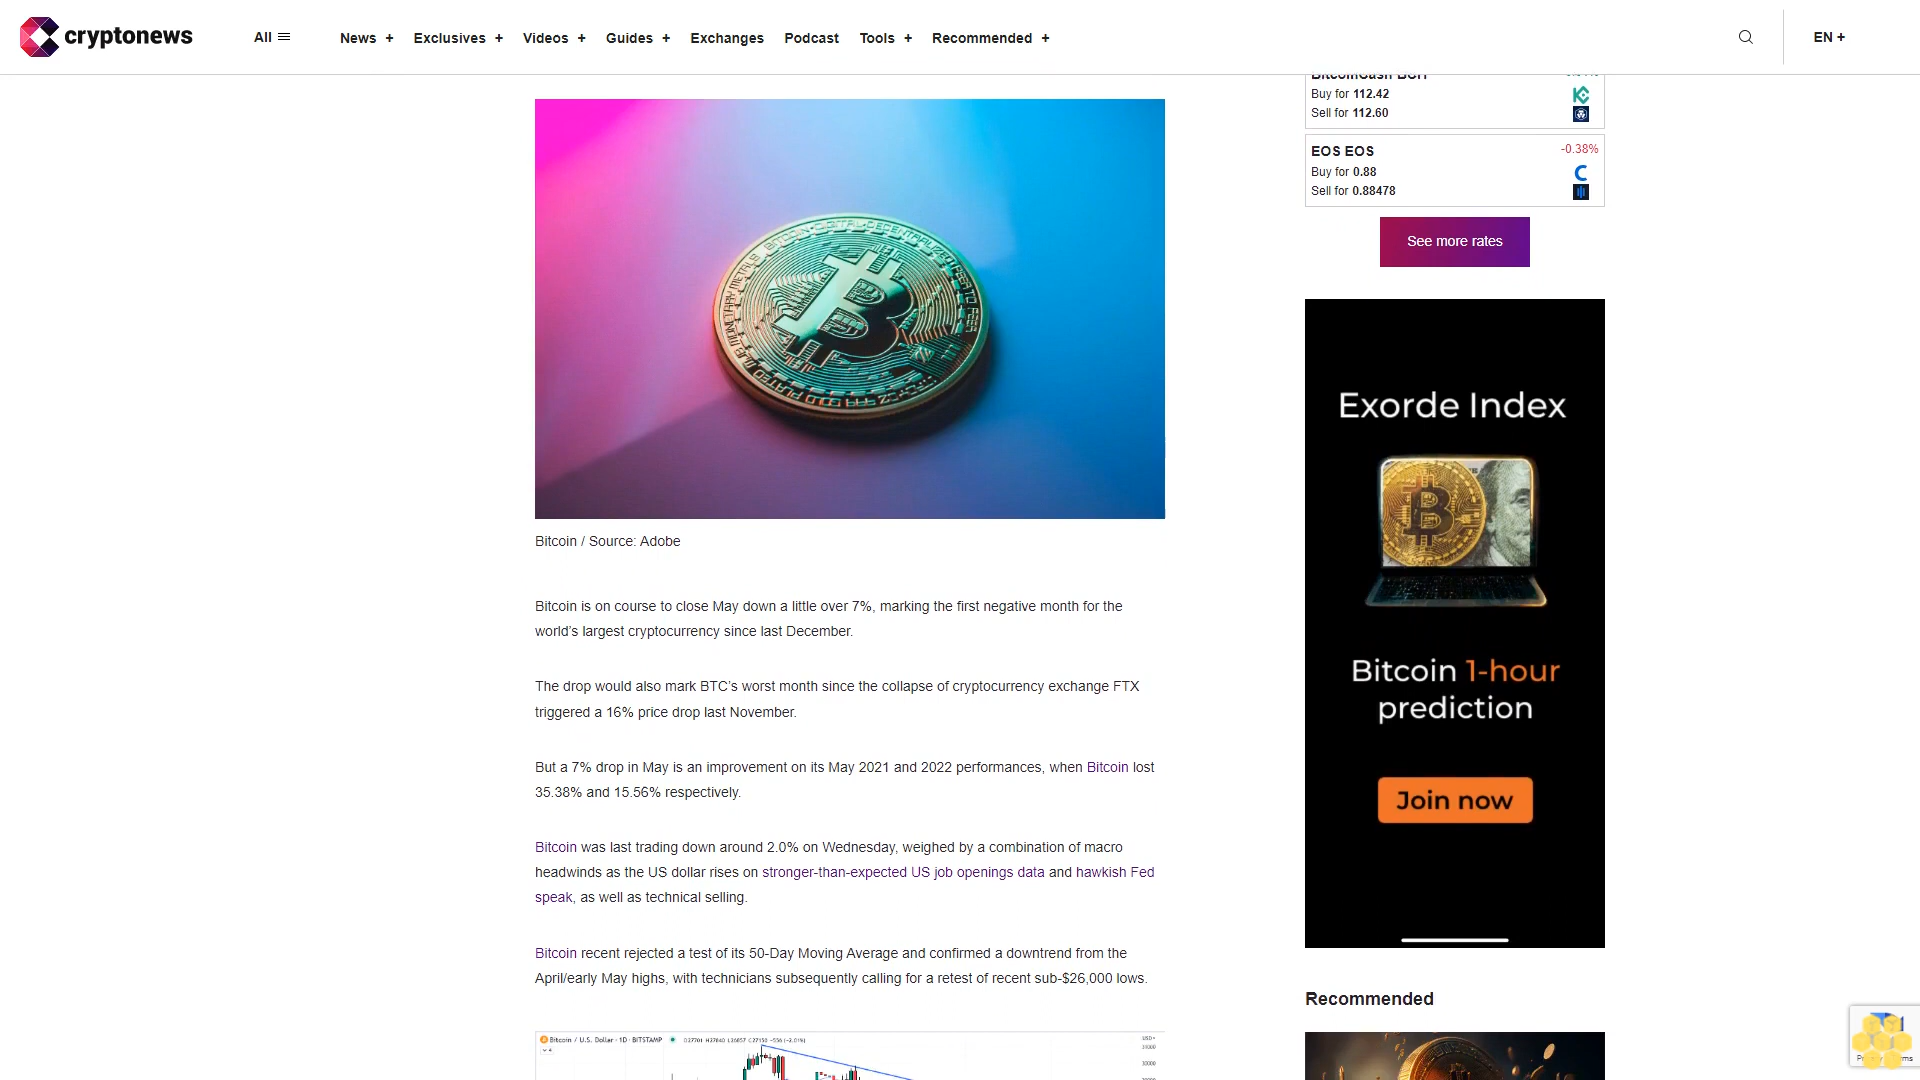 cryptonews
All
News +
Exclusives +
Videos +
Guides +
Exchanges
Podcast
Tools +
Recommended +
EN +
Buy for 112.42
Sell for 112.60
EOS EOS
-0.38%
Buy for 0.88
Sell for 0.88478
See more rates
Exorde Index
Bitcoin 1-hour
prediction
Join now
Recommended
Bitcoin / Source: Adobe
Bitcoin is on course to close May down a little over 7%, marking the first negative month for the
world’s largest cryptocurrency since last December.
The drop would also mark BTC’s worst month since the collapse of cryptocurrency exchange FTX
triggered a 16% price drop last November.
But a 7% drop in May is an improvement on its May 2021 and 2022 performances, when Bitcoin lost
35.38% and 15.56% respectively.
Bitcoin was last trading down around 2.0% on Wednesday, weighed by a combination of macro
headwinds as the US dollar rises on stronger-than-expected US job openings data and hawkish Fed
speak, as well as technical selling.
Bitcoin recent rejected a test of its 50-Day Moving Average and confirmed a downtrend from the
April/early May highs, with technicians subsequently calling for a retest of recent sub-$26,000 lows.
Bitcoin / U.S. Dollar · 1D · BITSTAMP